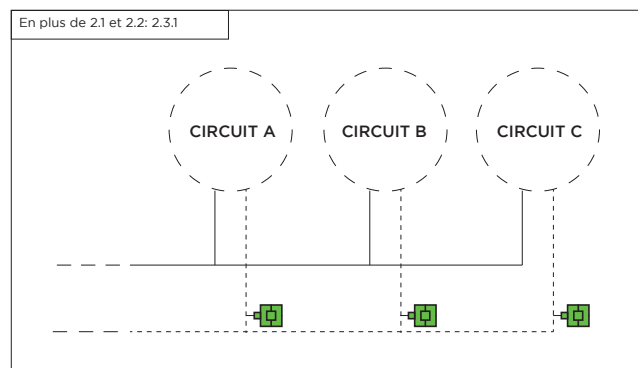 En plus de 2.1 et 2.2: 2.3.1
CIRCUIT A
CIRCUIT B
CIRCUIT C